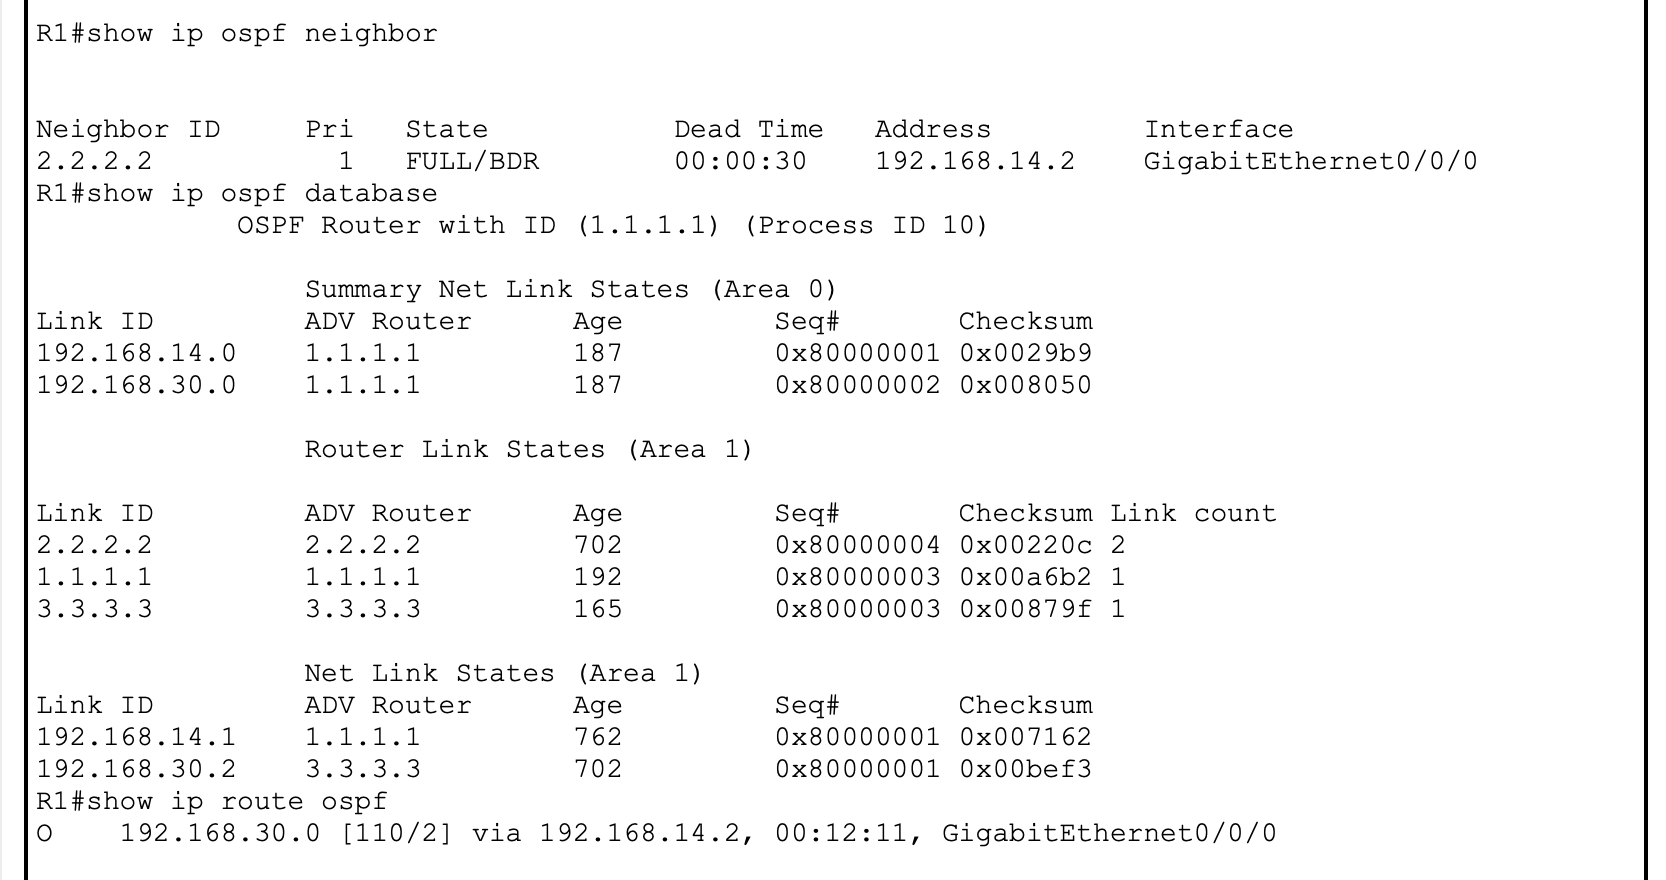 R1#show ip ospf neighbor
Neighbor ID     Pri   State           Dead Time   Address         Interface
2.2.2.2           1   FULL/BDR        00:00:30    192.168.14.2    GigabitEthernet0/0/0
R1#show ip ospf database
            OSPF Router with ID (1.1.1.1) (Process ID 10)
                Summary Net Link States (Area 0)
Link ID         ADV Router      Age         Seq#       Checksum
192.168.14.0    1.1.1.1         187         0x80000001 0x0029b9
192.168.30.0    1.1.1.1         187         0x80000002 0x008050
                Router Link States (Area 1)
Link ID         ADV Router      Age         Seq#       Checksum Link count
2.2.2.2         2.2.2.2         702         0x80000004 0x00220c 2
1.1.1.1         1.1.1.1         192         0x80000003 0x00a6b2 1
3.3.3.3         3.3.3.3         165         0x80000003 0x00879f 1
                Net Link States (Area 1)
Link ID         ADV Router      Age         Seq#       Checksum
192.168.14.1    1.1.1.1         762         0x80000001 0x007162
192.168.30.2    3.3.3.3         702         0x80000001 0x00bef3
R1#show ip route ospf
O    192.168.30.0 [110/2] via 192.168.14.2, 00:12:11, GigabitEthernet0/0/0